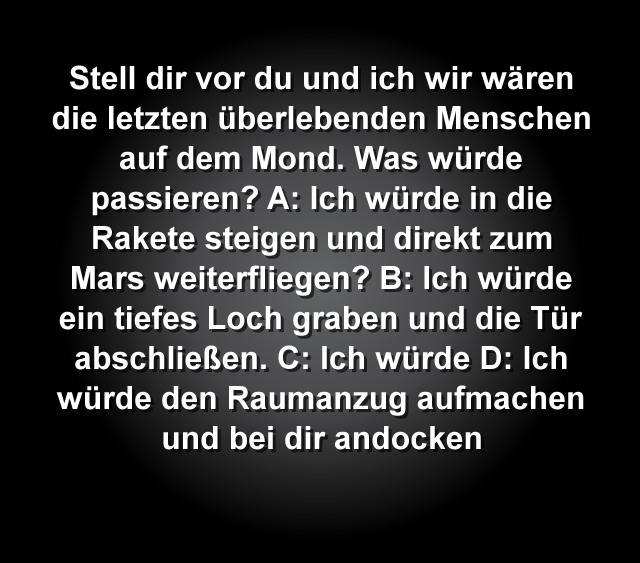 Stell dir vor du und ich wir wären
die letzten überlebenden Menschen
auf dem Mond. Was würde
passieren? A: Ich würde in die
Rakete steigen und direkt zum
Mars weiterfliegen? B: Ich würde
ein tiefes Loch graben und die Tür
abschließen. C: Ich würde D: Ich
würde den Raumanzug aufmachen
und bei dir andocken